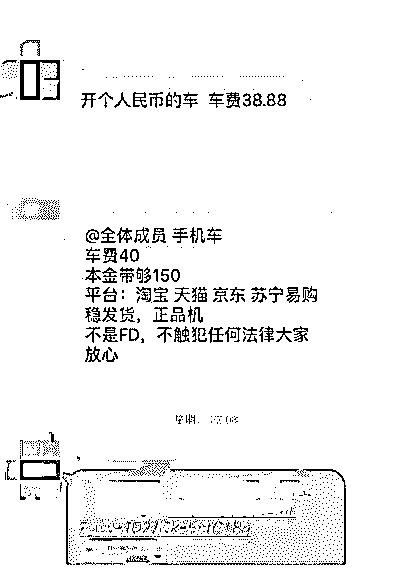 开个人民币的车 车费38.88
@全体成员 手机车
车费40
本金带够150
平台：淘宝 天猫 京东 苏宁易购
稳发货，正品机
不是FD，不触犯任何法律大家
放心